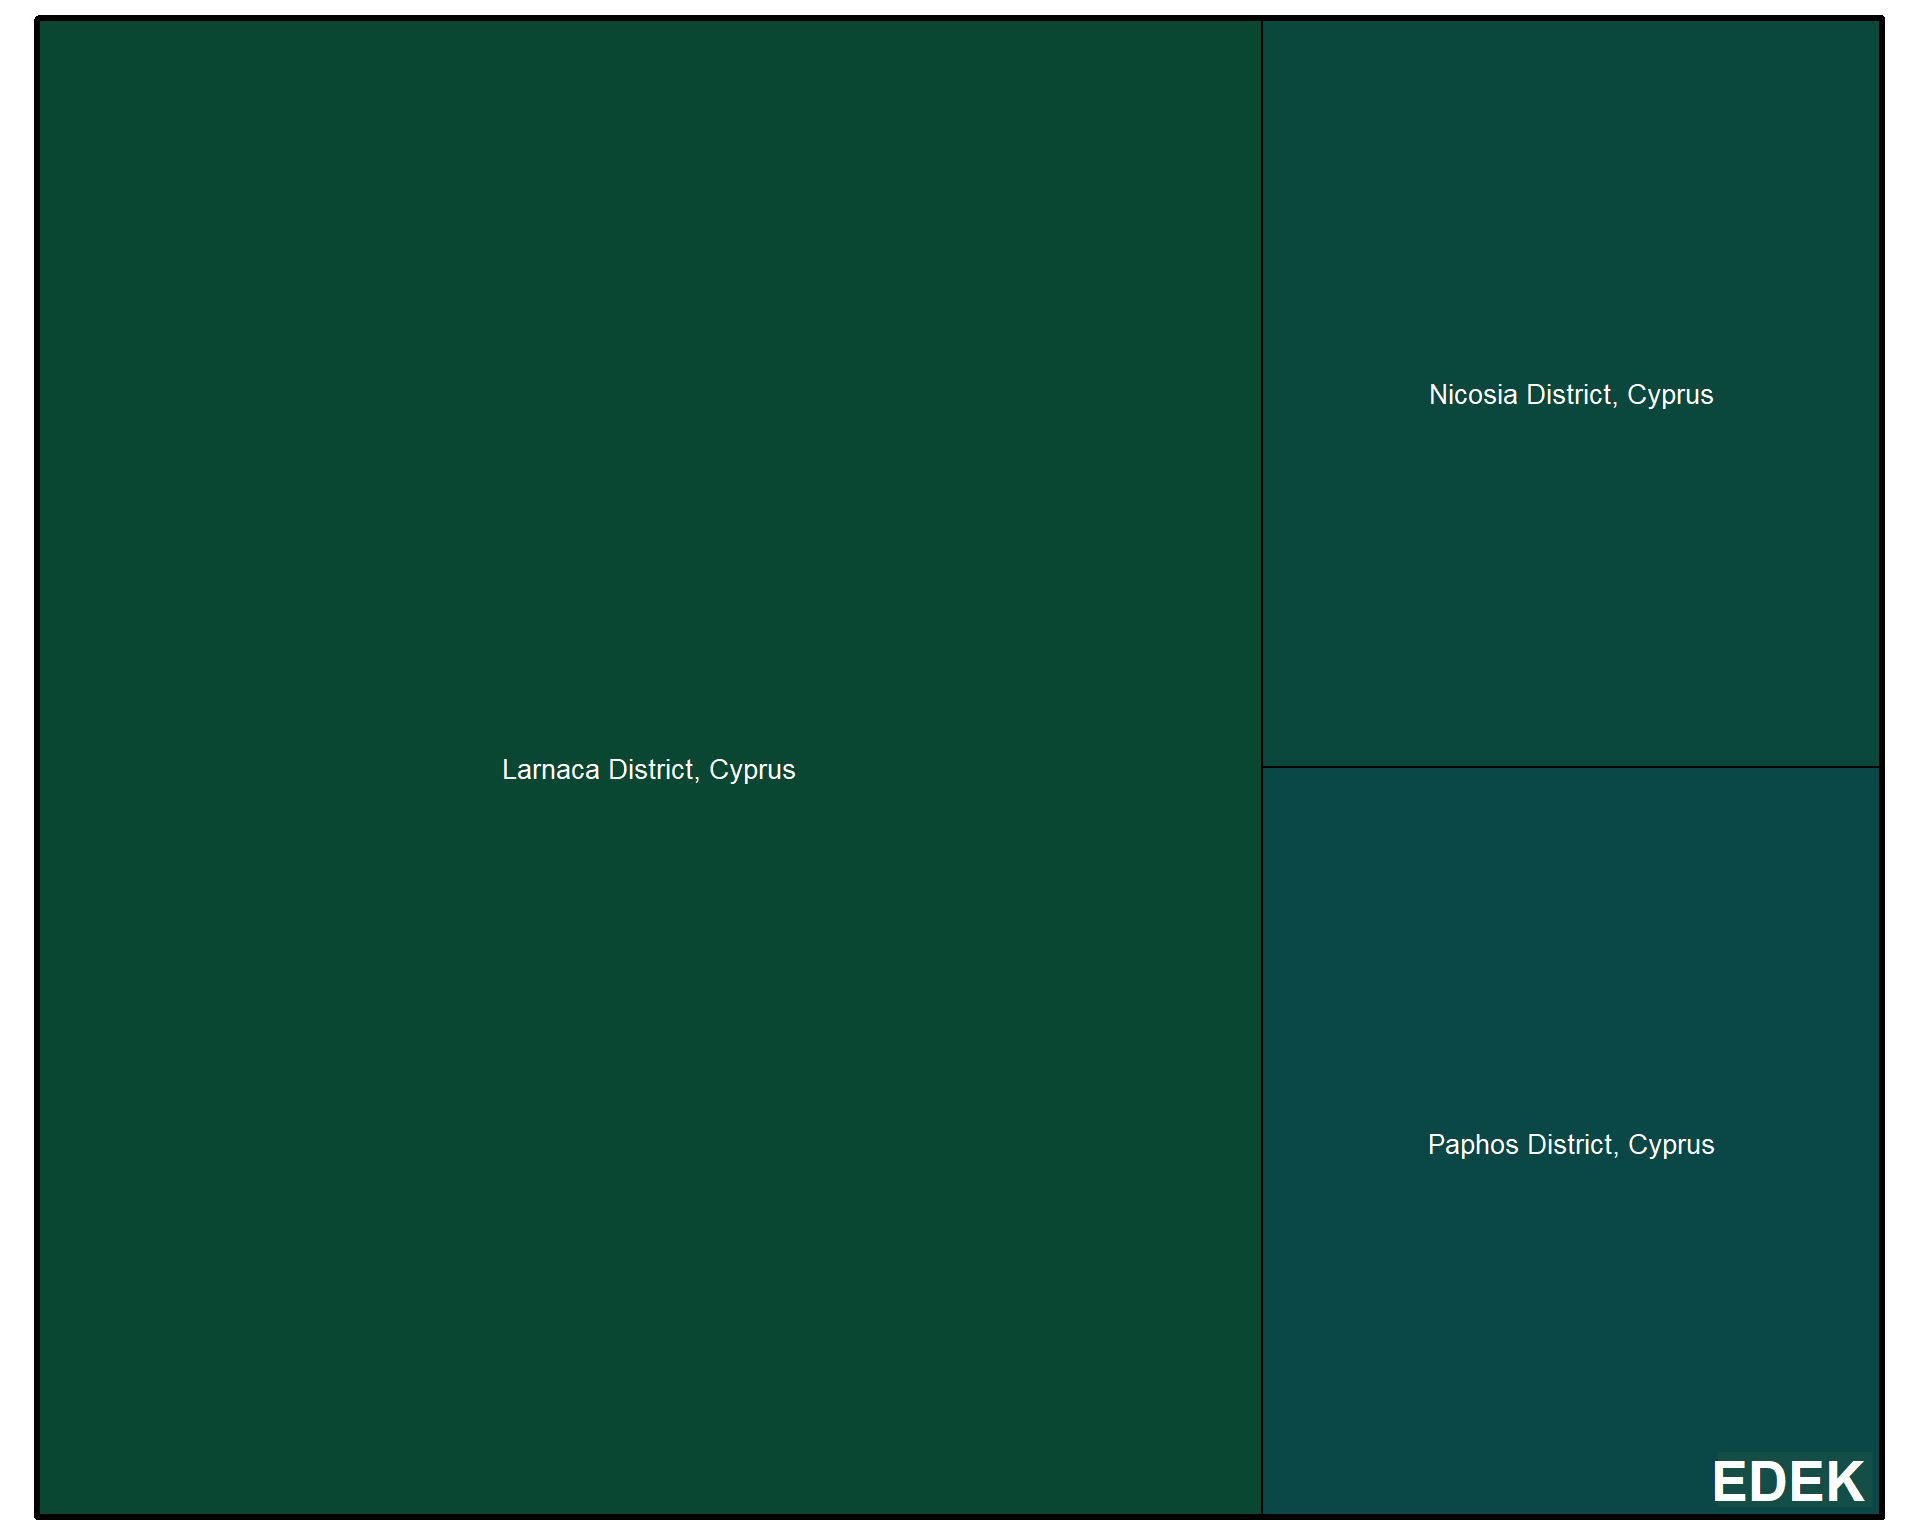 Nicosia District, Cyprus
Larnaca District, Cyprus
Paphos District, Cyprus
EDEK